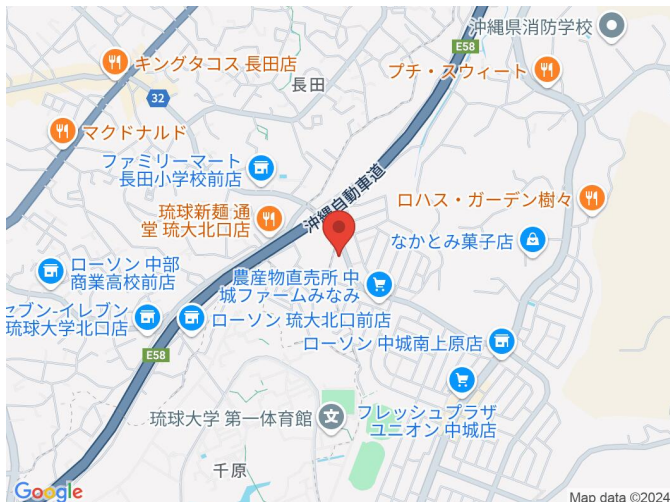 沖縄県消防学校
E58
キングタコス 長田店
プチ・スウィート
長田
32
マクドナルド
ファミリーマート
長田小学校前店
沖縄自動車道
ロハス・ガーデン樹々
琉球新麺 通
堂 琉大北口店
なかとみ菓子店
ローソン 中部
商業高校前店
農産物直売所 中
城ファームみなみ
セブン-イレブン
琉球大学北口店
ローソン 琉大北口前店
ローソン 中城南上原店
E58
琉球大学 第一体育館
文
フレッシュプラザ
ユニオン 中城店
千原
Google
Map data ©2024